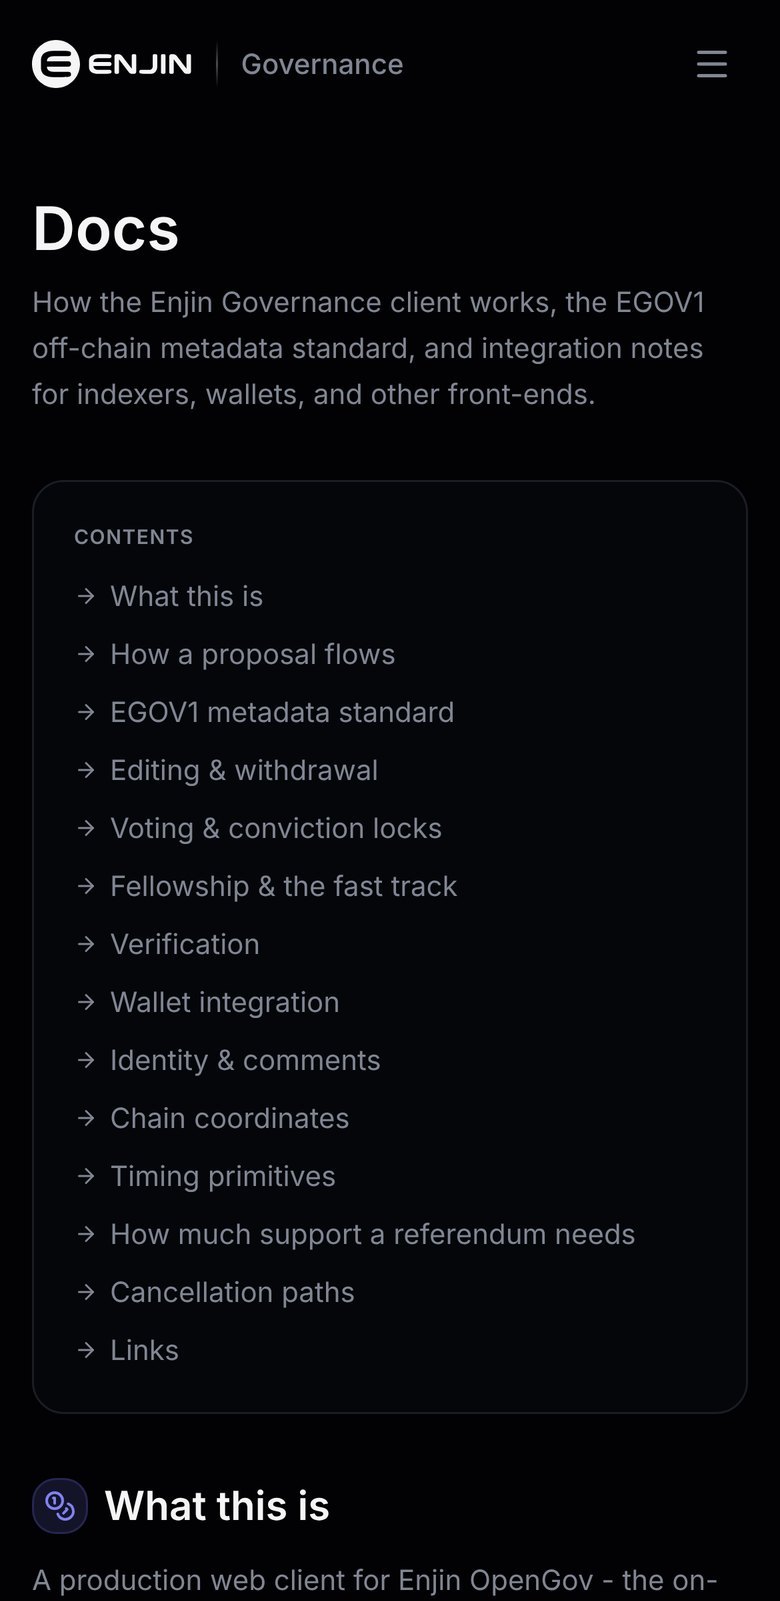 ENJIN
Governance
Docs
How the Enjin Governance client works, the EGOV1
off-chain metadata standard, and integration notes
for indexers, wallets, and other front-ends.
CONTENTS
→ What this is
→ How a proposal flows
→ EGOV1 metadata standard
→ Editing & withdrawal
→ Voting & conviction locks
→ Fellowship & the fast track
→ Verification
→ Wallet integration
→ Identity & comments
→ Chain coordinates
→ Timing primitives
→ How much support a referendum needs
→ Cancellation paths
→ Links
What this is
A production web client for Enjin OpenGov - the on-